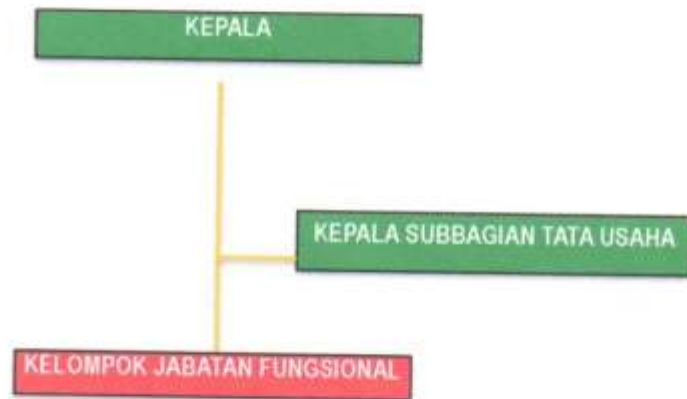 KEPALA
KEPALA SUBBAGIAN TATA USAHA
KELOMPOK JABATAN FUNGSIONAL